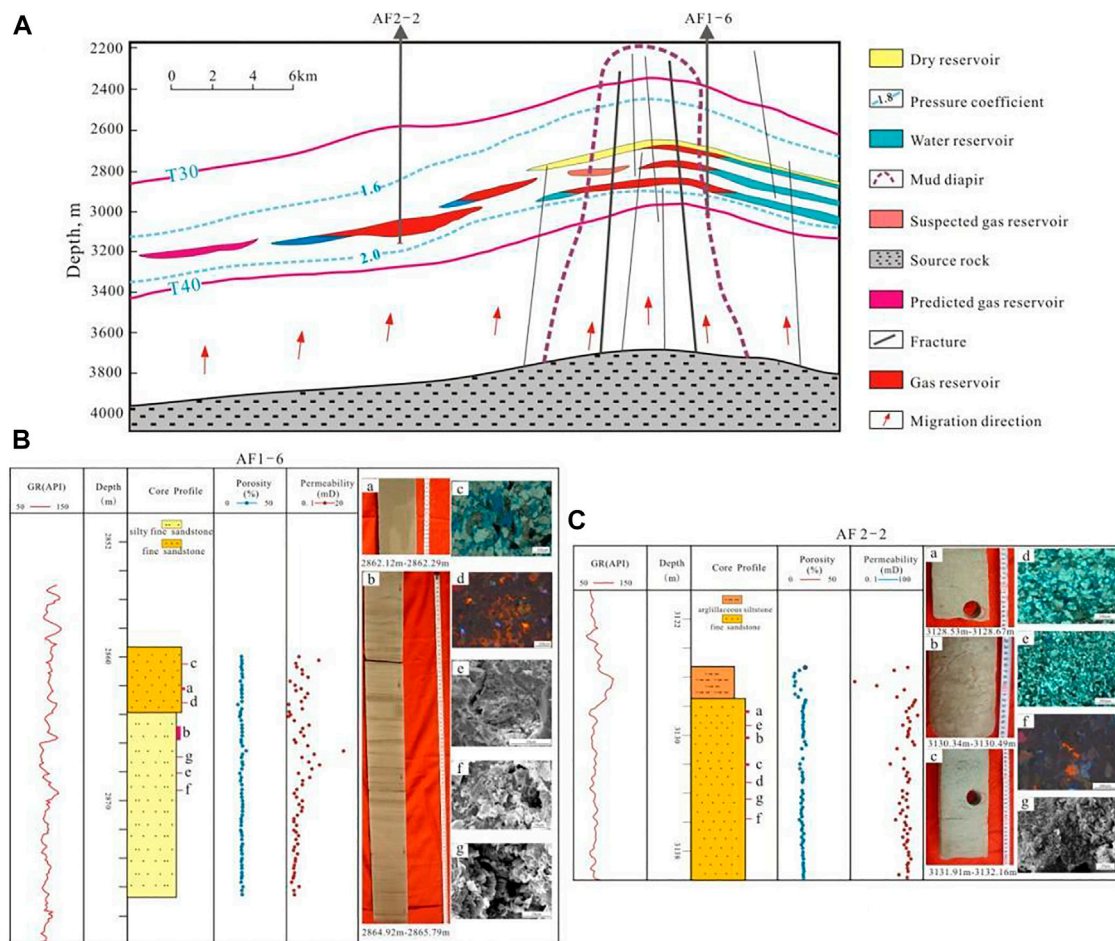 A
AF2-2
AF1-6
2200
2400
2600
2800
3000
3200
3400
3600
3800
4000
Depth, m
0 2 4 6km
T30
1.6
2.0
T40
Dry reservoir
1.8 Pressure coefficient
Water reservoir
Mud diapir
Suspected gas reservoir
Source rock
Predicted gas reservoir
Fracture
Gas reservoir
Migration direction
B
AF1-6
GR(API)
50 150
Depth
(m)
Core Profile
Porosity
(%)
0 50
Permeability
(mD)
0.1 20
silty fine sandstone
fine sandstone
2852
2860
2870
c
a
d
b
g
e
f
a
2862.12m-2862.29m
b
2864.92m-2865.79m
c
d
e
f
g
C
AF 2-2
GR(API)
50 150
Depth
(m)
Core Profile
Porosity
(%)
0 50
Permeability
(mD)
0.1 100
argillaceous siltstone
fine sandstone
3122
3130
3138
a
e
b
c
d
g
f
a
3128.53m-3128.67m
b
3130.34m-3130.49m
c
3131.91m-3132.16m
d
e
f
g